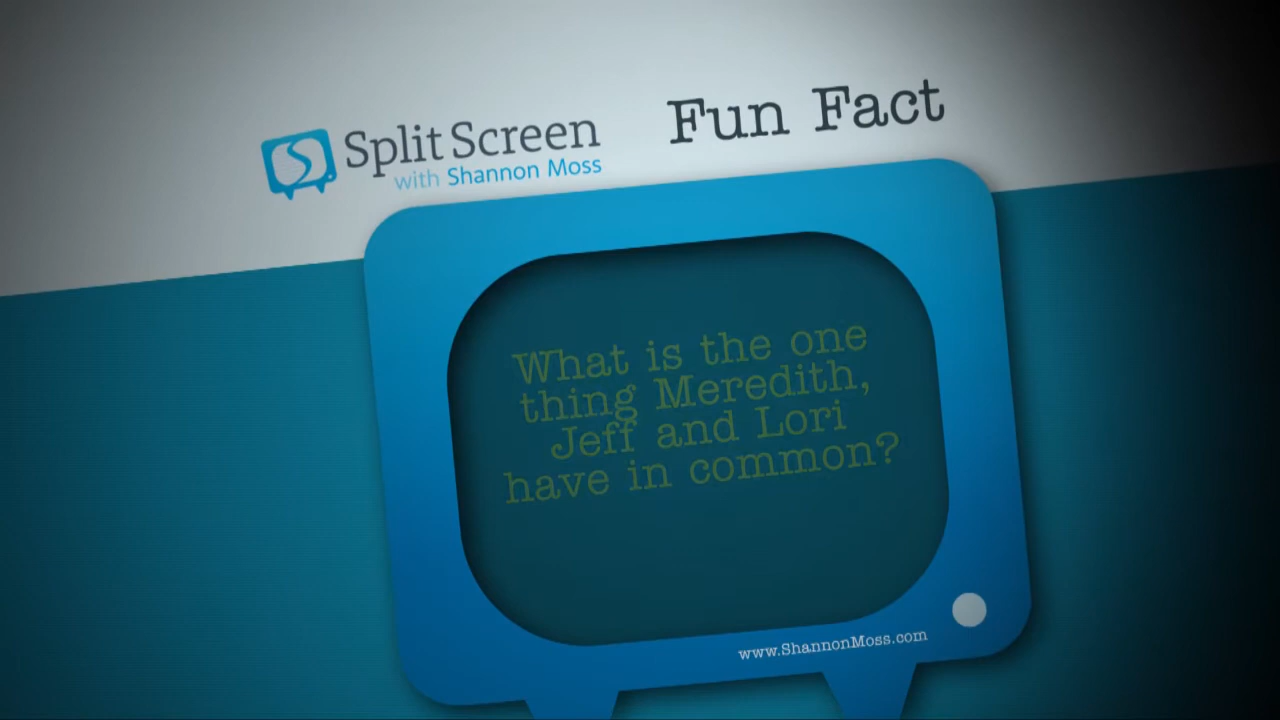 Split Screen
with Shannon Moss
Fun Fact
What is the one
thing Meredith,
Jeff and Lori
have in common?
www.ShannonMoss.com